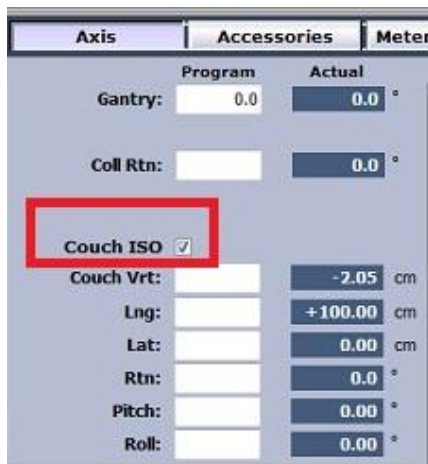 Axis Accessories Meter
Program Actual
Gantry: 0.0 0.0 °
Coll Rtn: 0.0 °
Couch ISO
Couch Vrt: -2.05 cm
Lng: +100.00 cm
Lat: 0.00 cm
Rtn: 0.0 °
Pitch: 0.00 °
Roll: 0.00 °